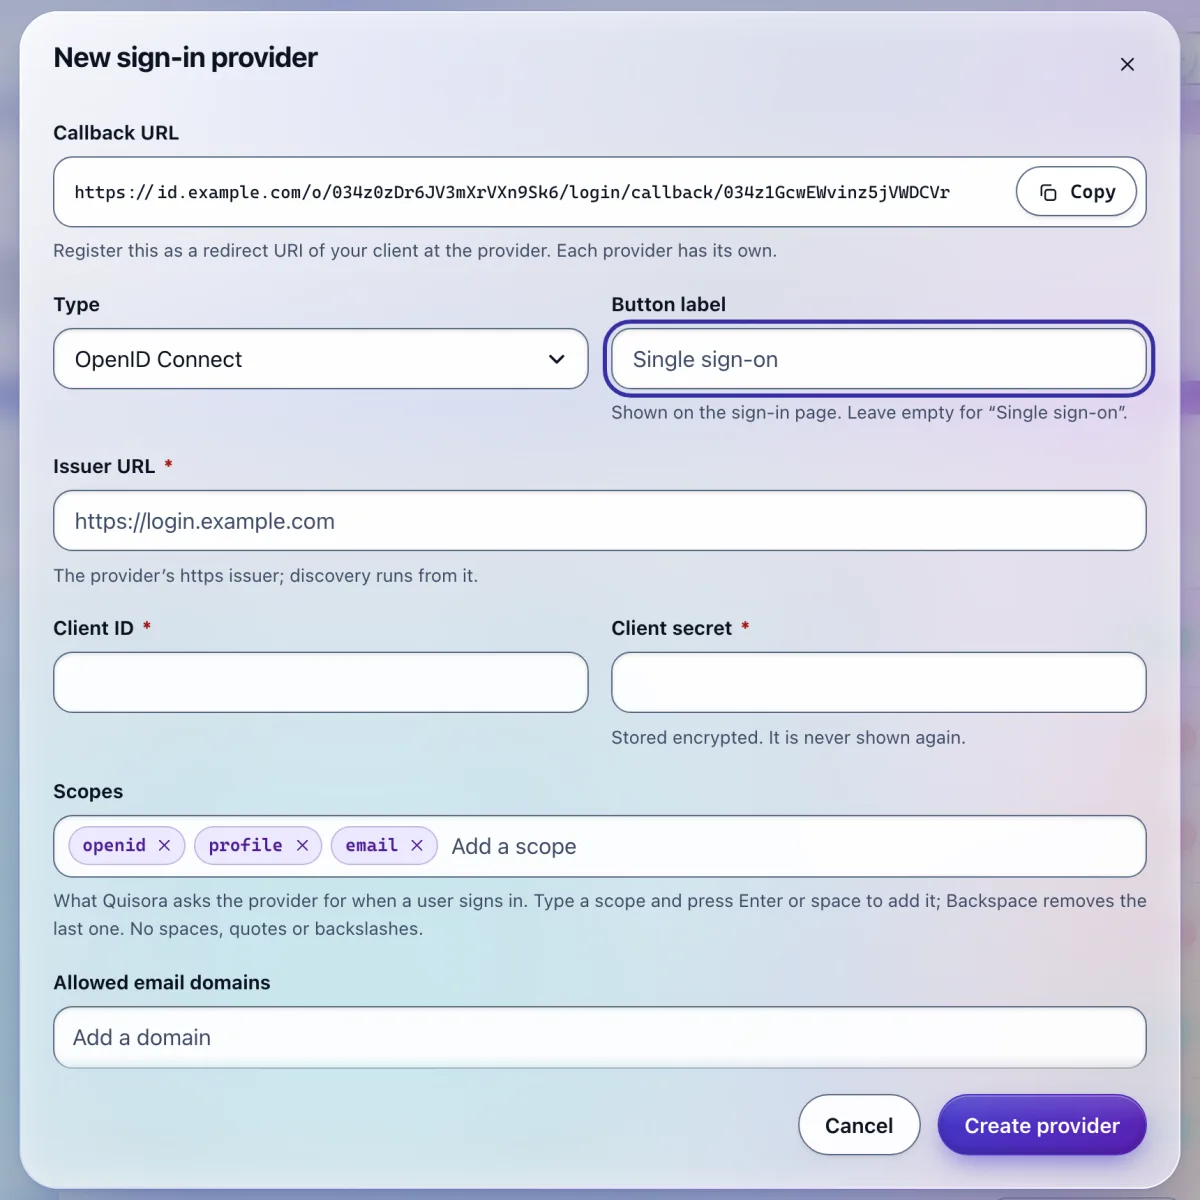 New sign-in provider
Callback URL
https://id.example.com/o/034z0zDr6JV3mXrVXn9Sk6/login/callback/034z1GcwEWvinz5jVWDCVr
Copy
Register this as a redirect URI of your client at the provider. Each provider has its own.
Type
Button label
OpenID Connect
Single sign-on
Shown on the sign-in page. Leave empty for “Single sign-on”.
Issuer URL *
https://login.example.com
The provider’s https issuer; discovery runs from it.
Client ID *
Client secret *
Stored encrypted. It is never shown again.
Scopes
openid × profile × email × Add a scope
What Quisora asks the provider for when a user signs in. Type a scope and press Enter or space to add it; Backspace removes the
last one. No spaces, quotes or backslashes.
Allowed email domains
Add a domain
Cancel
Create provider